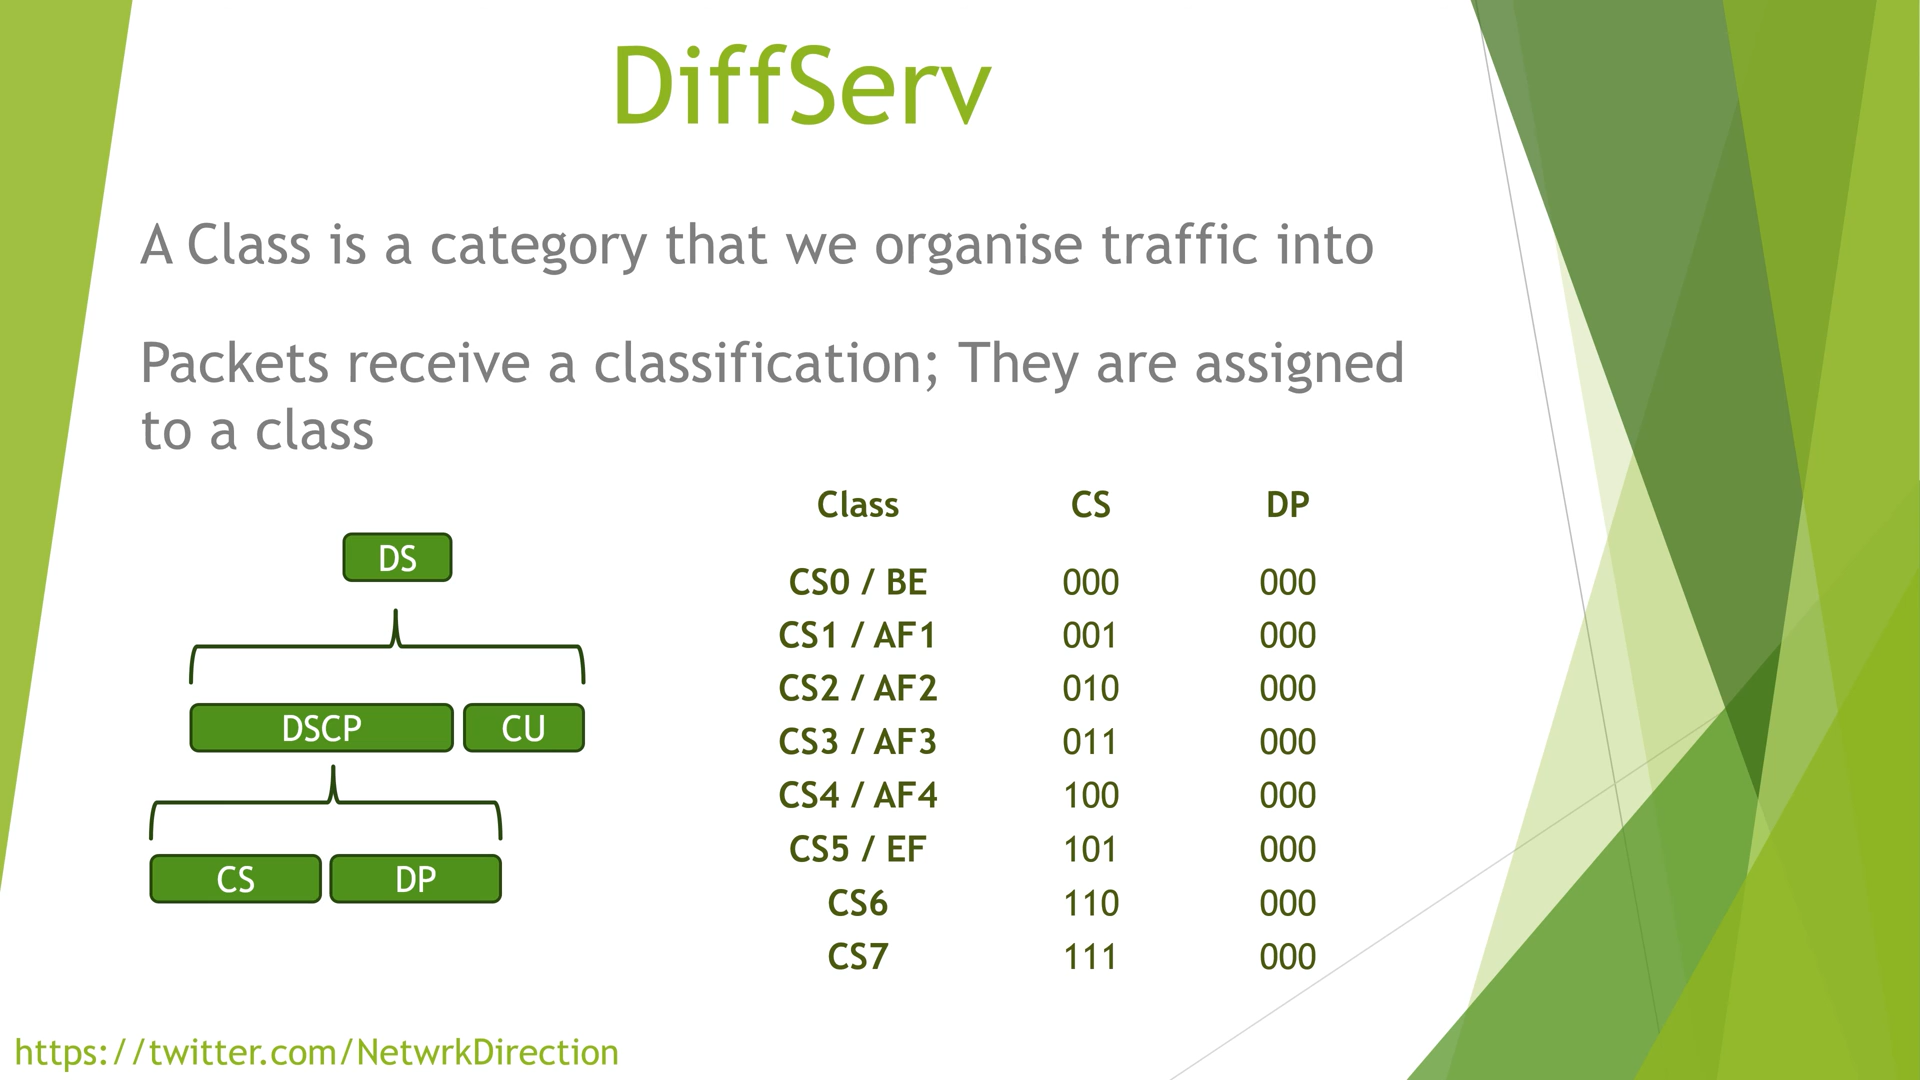 DiffServ
A Class is a category that we organise traffic into
Packets receive a classification; They are assigned
to a class
DS
DSCP CU
CS DP
Class CS DP
CS0 / BE 000 000
CS1 / AF1 001 000
CS2 / AF2 010 000
CS3 / AF3 011 000
CS4 / AF4 100 000
CS5 / EF 101 000
CS6 110 000
CS7 111 000
https://twitter.com/NetwrkDirection